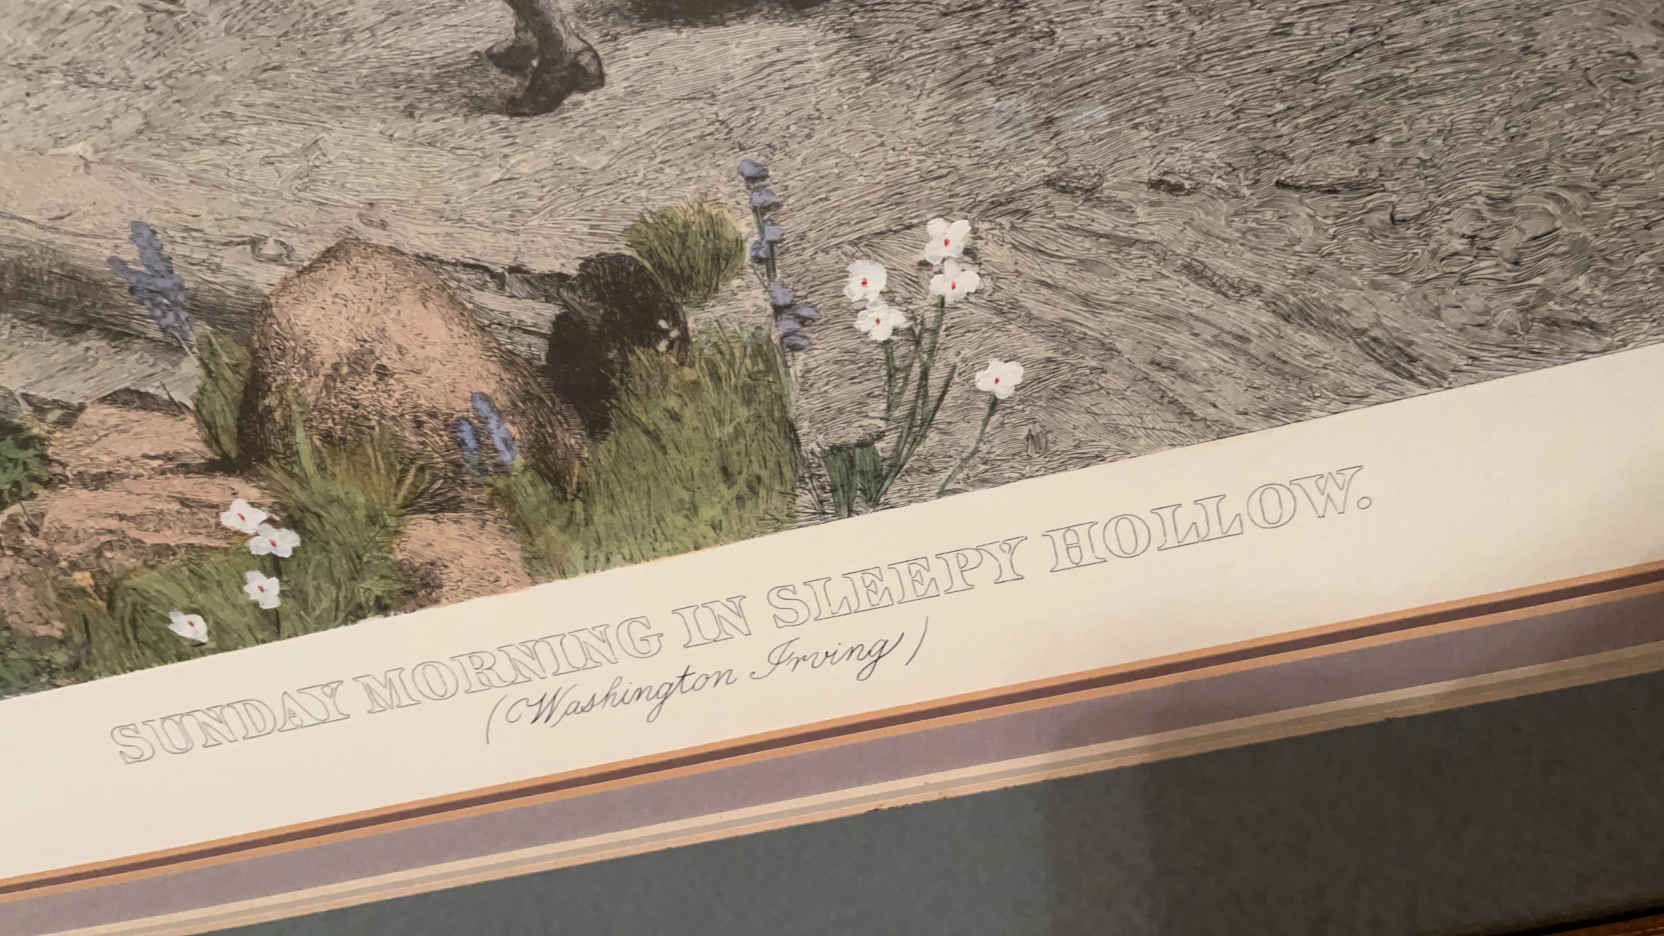 SUNDAY MORNING IN SLEEPY HOLLOW.
(Washington Irving)